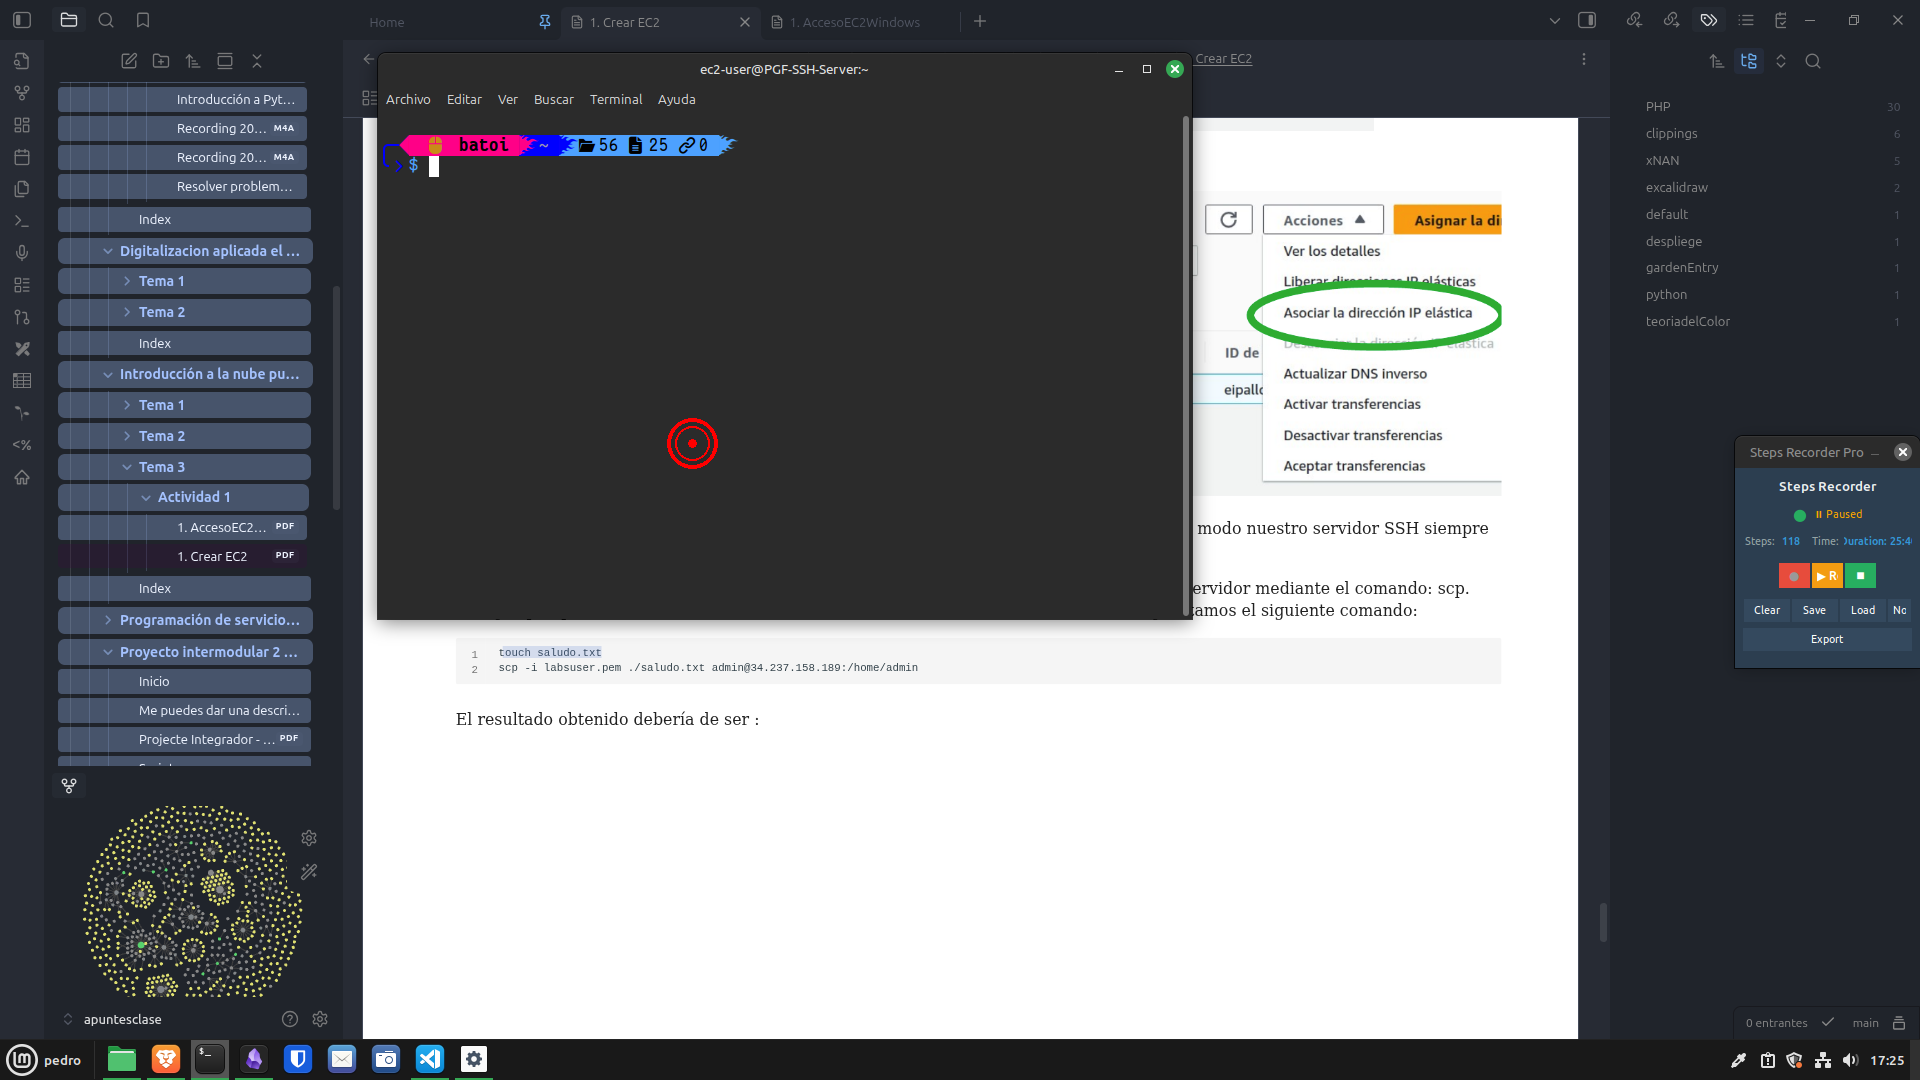 Home
1. Crear EC2
1. AccesoEC2Windows
Introducción a Pyt...
Recording 20... M4A
Recording 20... M4A
Resolver problem...
Index
Digitalizacion aplicada el ...
Tema 1
Tema 2
Index
Introducción a la nube pu...
Tema 1
Tema 2
Tema 3
Actividad 1
1. AccesoEC2... PDF
1. Crear EC2 PDF
Index
Programación de servicio...
Proyecto intermodular 2 ...
Inicio
Me puedes dar una descri...
Projecte Integrador - ... PDF
apuntesclase
Crear EC2
ec2-user@PGF-SSH-Server:~
Archivo Editar Ver Buscar Terminal Ayuda
batoi ~ 56 25 0
$
Acciones
Asignar la di
Ver los detalles
Liberar direcciones IP elásticas
Asociar la dirección IP elástica
Desasociar la dirección IP elástica
ID de
Actualizar DNS inverso
eipallo
Activar transferencias
Desactivar transferencias
Aceptar transferencias
modo nuestro servidor SSH siempre
ervidor mediante el comando: scp.
amos el siguiente comando:
1 touch saludo.txt
2 scp -i labsuser.pem ./saludo.txt admin@34.237.158.189:/home/admin
El resultado obtenido debería de ser :
PHP 30
clippings 6
xNAN 5
excalidraw 2
default 1
despliege 1
gardenEntry 1
python 1
teoriadelColor 1
Steps Recorder Pro
Steps Recorder
Paused
Steps: 118 Time: Duration: 25:4
R
Clear Save Load No
Export
0 entrantes main
pedro
17:25